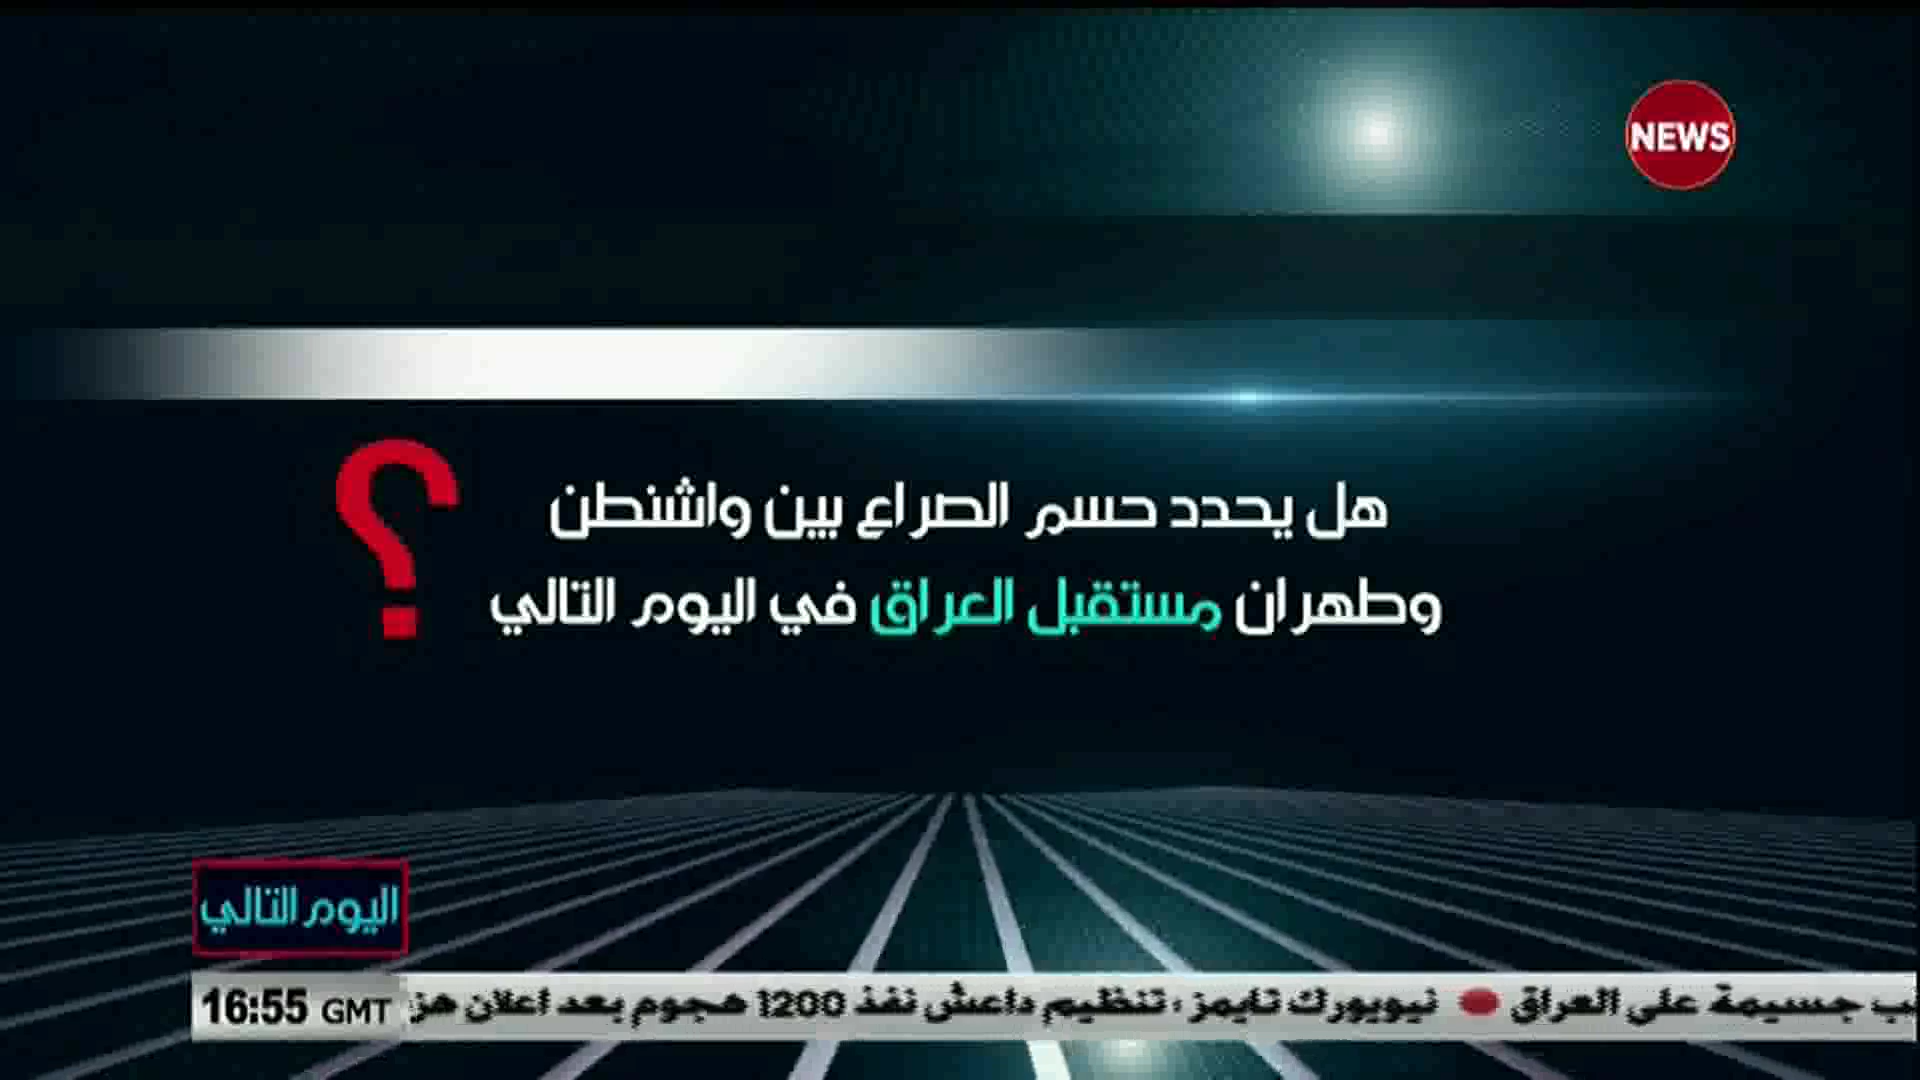 NEWS
هل يحدد حسم الصراع بين واشنطن
وطهران مستقبل العراق في اليوم التالي
؟
اليوم التالي
16:55 GMT
جسيمة على العراق
نيويورك تايمز : تنظيم داعش نفذ 1200 هجوم بعد اعلان